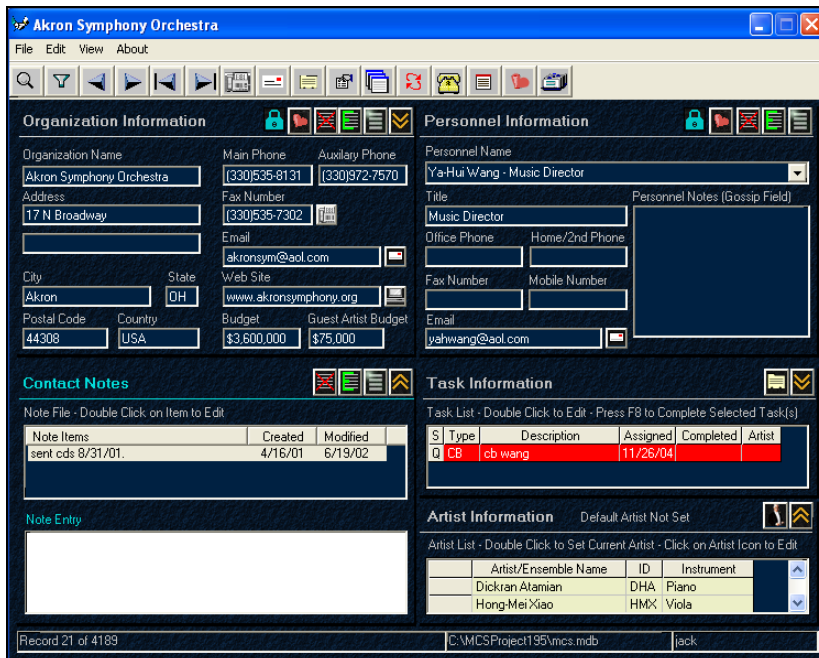 Akron Symphony Orchestra
File Edit View About
Organization Information
Organization Name Main Phone Auxilary Phone
Akron Symphony Orchestra (330)535-8131 (330)972-7570
Address Fax Number
17 N Broadway (330)535-7302
Email
akronsym@aol.com
City State Web Site
Akron OH www.akronsymphony.org
Postal Code Country Budget Guest Artist Budget
44308 USA $3,600,000 $75,000
Personnel Information
Personnel Name
Ya-Hui Wang - Music Director
Title Personnel Notes (Gossip Field)
Music Director
Office Phone Home/2nd Phone
Fax Number Mobile Number
Email
yahwang@aol.com
Contact Notes
Note File - Double Click on Item to Edit
Note Items Created Modified
sent cds 8/31/01. 4/16/01 6/19/02
Note Entry
Task Information
Task List - Double Click to Edit - Press F8 to Complete Selected Task(s)
S Type Description Assigned Completed Artist
Q CB cb wang 11/26/04
Artist Information Default Artist Not Set
Artist List - Double Click to Set Current Artist - Click on Artist Icon to Edit
Artist/Ensemble Name ID Instrument
Dickran Atamian DHA Piano
Hong-Mei Xiao HMX Viola
Record 21 of 4189 C:\MCSProject195\mcs.mdb jack